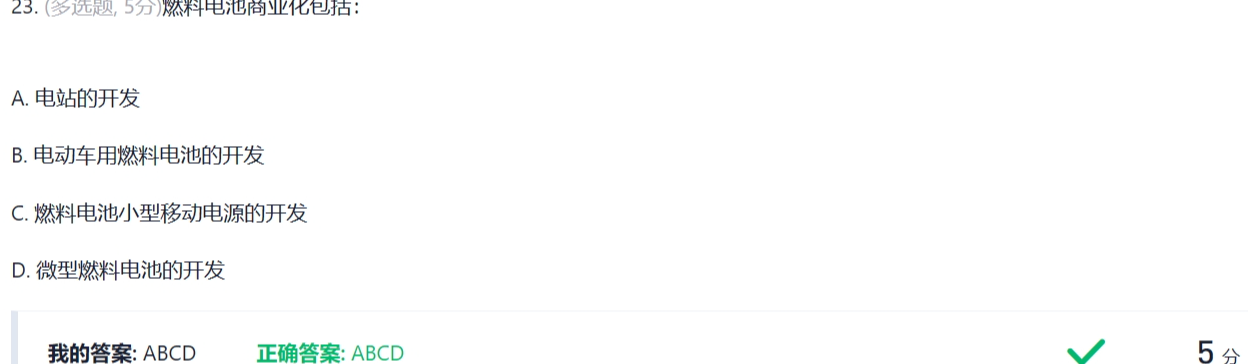 23. (多选题, 5分)燃料电池商业化包括：
A. 电站的开发
B. 电动车用燃料电池的开发
C. 燃料电池小型移动电源的开发
D. 微型燃料电池的开发
我的答案: ABCD 正确答案: ABCD 5 分